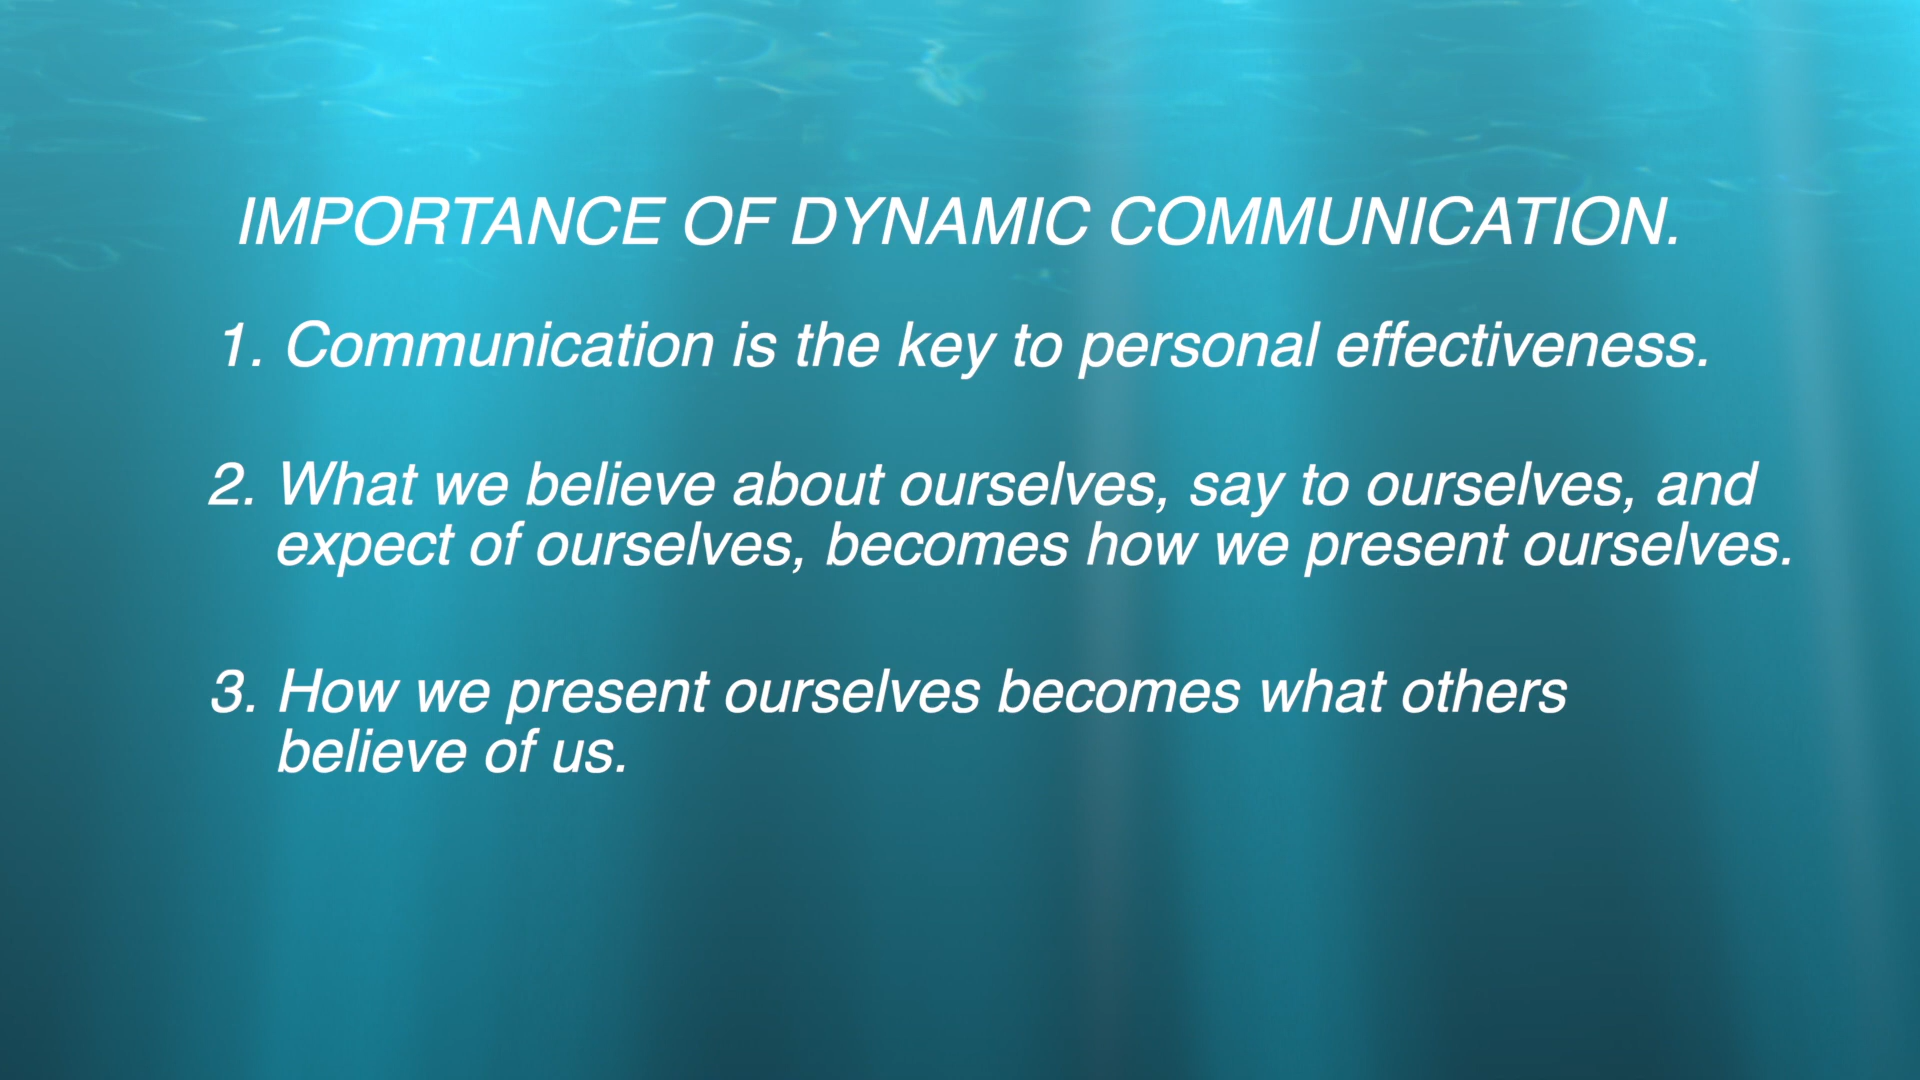 IMPORTANCE OF DYNAMIC COMMUNICATION.
1. Communication is the key to personal effectiveness.
2. What we believe about ourselves, say to ourselves, and
expect of ourselves, becomes how we present ourselves.
3. How we present ourselves becomes what others
believe of us.